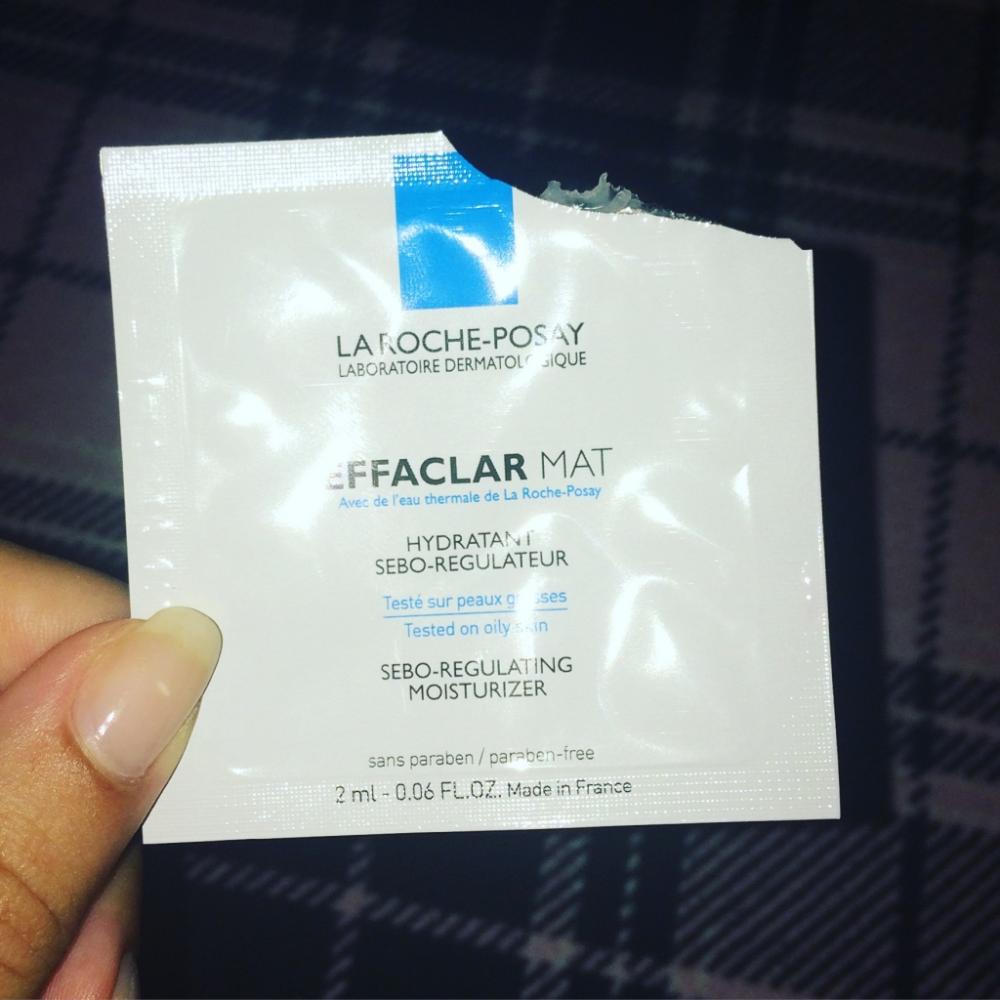 LA ROCHE-POSAY
LABORATOIRE DERMATOLOGIQUE
EFFACLAR MAT
Avec de l'eau thermale de La Roche-Posay
HYDRATANT
SEBO-REGULATEUR
Testé sur peaux grasses
Tested on oily skin
SEBO-REGULATING
MOISTURIZER
sans paraben / paraben-free
2 ml - 0.06 FL.OZ. Made in France